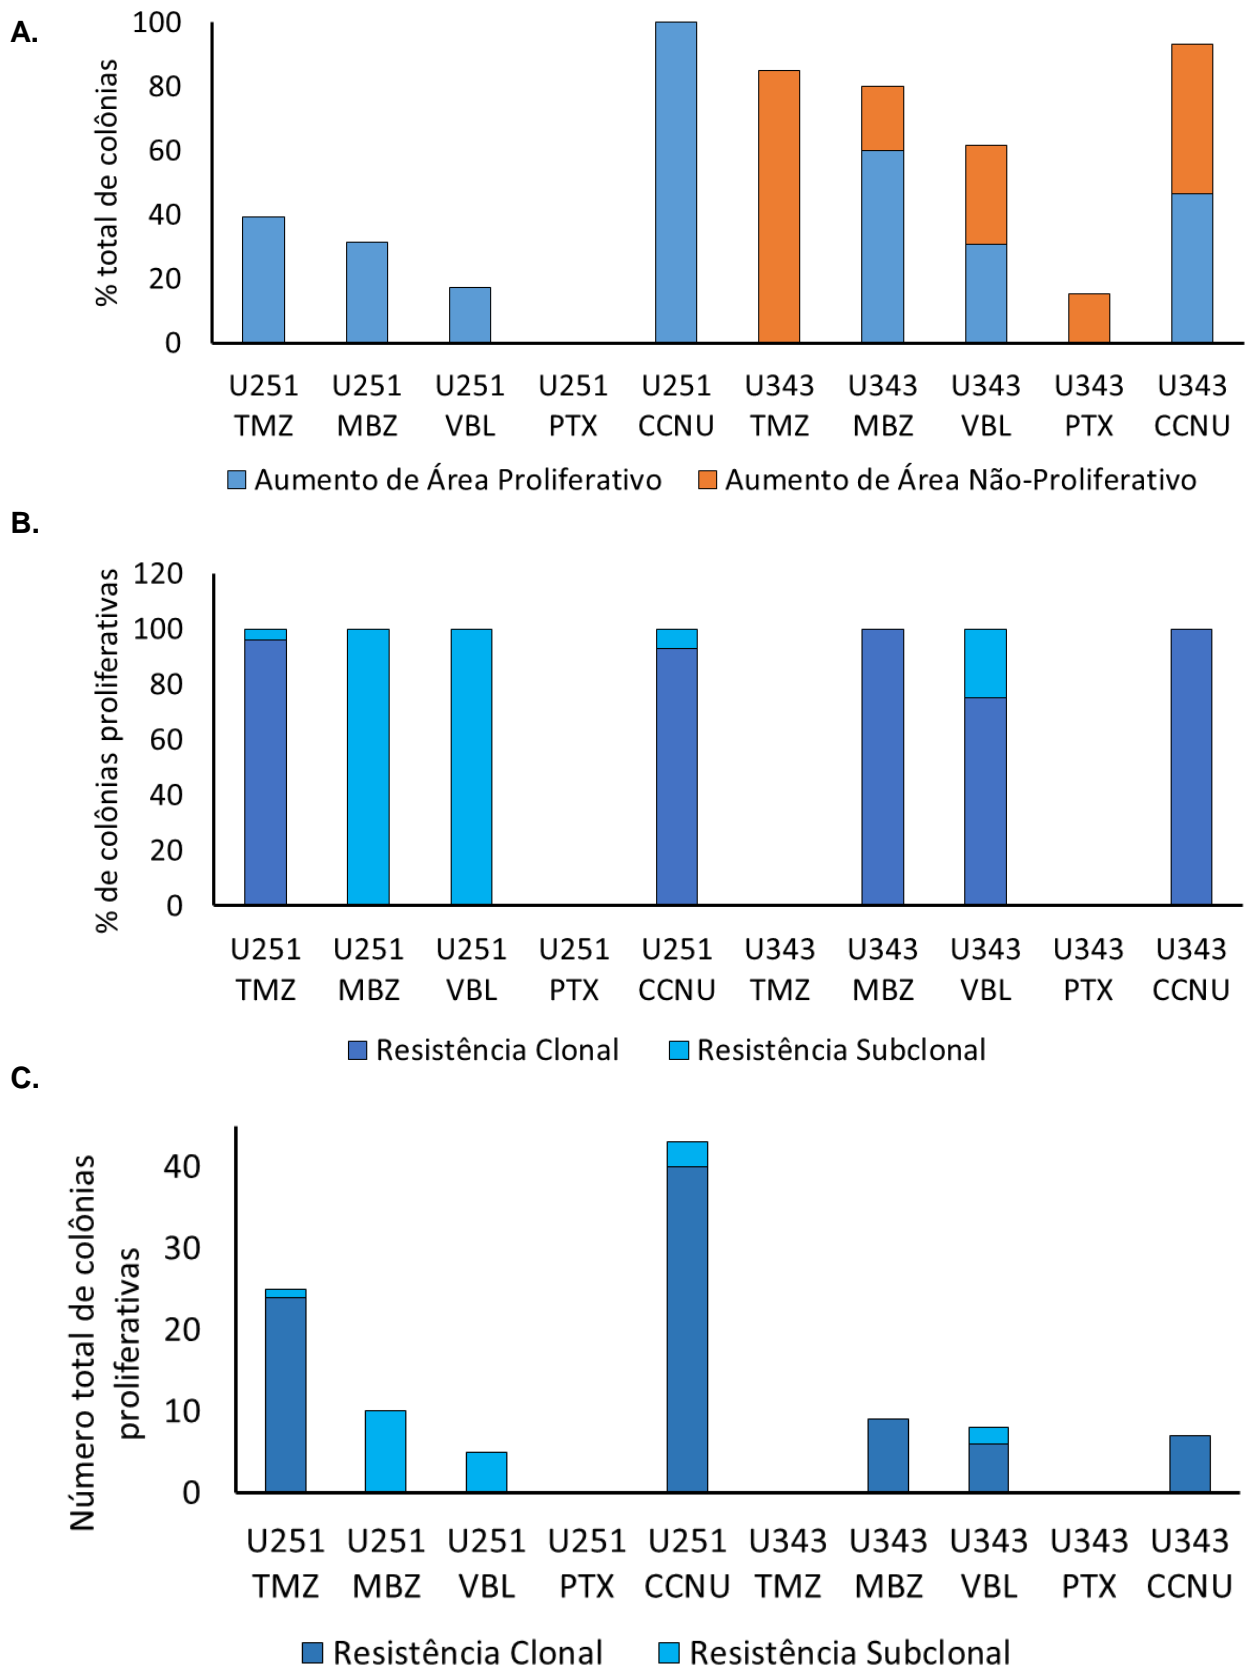 A.
% total de colônias
100
80
60
40
20
0
U251 U251 U251 U251 U251 U343 U343 U343 U343 U343
TMZ MBZ VBL PTX CCNU TMZ MBZ VBL PTX CCNU
Aumento de Área Proliferativo Aumento de Área Não-Proliferativo
B.
% de colônias proliferativas
120
100
80
60
40
20
0
U251 U251 U251 U251 U251 U343 U343 U343 U343 U343
TMZ MBZ VBL PTX CCNU TMZ MBZ VBL PTX CCNU
Resistência Clonal Resistência Subclonal
C.
Número total de colônias
proliferativas
40
30
20
10
0
U251 U251 U251 U251 U251 U343 U343 U343 U343 U343
TMZ MBZ VBL PTX CCNU TMZ MBZ VBL PTX CCNU
Resistência Clonal Resistência Subclonal